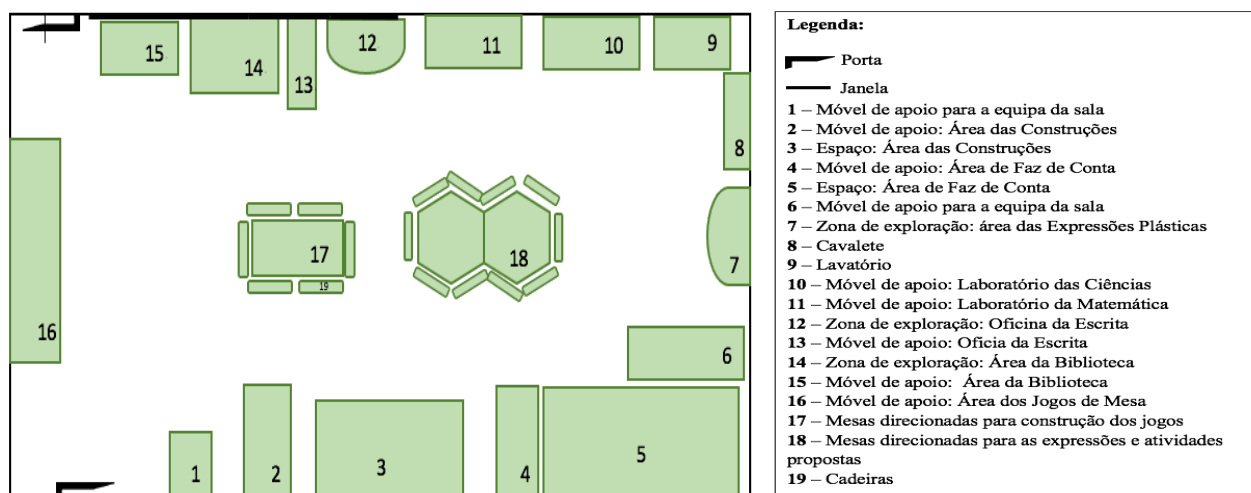 15
14
13
12
11
10
9
8
16
17
19
18
7
6
1
2
3
4
5
Legenda:
Porta
Janela
1 – Móvel de apoio para a equipa da sala
2 – Móvel de apoio: Área das Construções
3 – Espaço: Área das Construções
4 – Móvel de apoio: Área de Faz de Conta
5 – Espaço: Área de Faz de Conta
6 – Móvel de apoio para a equipa da sala
7 – Zona de exploração: área das Expressões Plásticas
8 – Cavalete
9 – Lavatório
10 – Móvel de apoio: Laboratório das Ciências
11 – Móvel de apoio: Laboratório da Matemática
12 – Zona de exploração: Oficina da Escrita
13 – Móvel de apoio: Oficia da Escrita
14 – Zona de exploração: Área da Biblioteca
15 – Móvel de apoio: Área da Biblioteca
16 – Móvel de apoio: Área dos Jogos de Mesa
17 – Mesas direcionadas para construção dos jogos
18 – Mesas direcionadas para as expressões e atividades
propostas
19 – Cadeiras